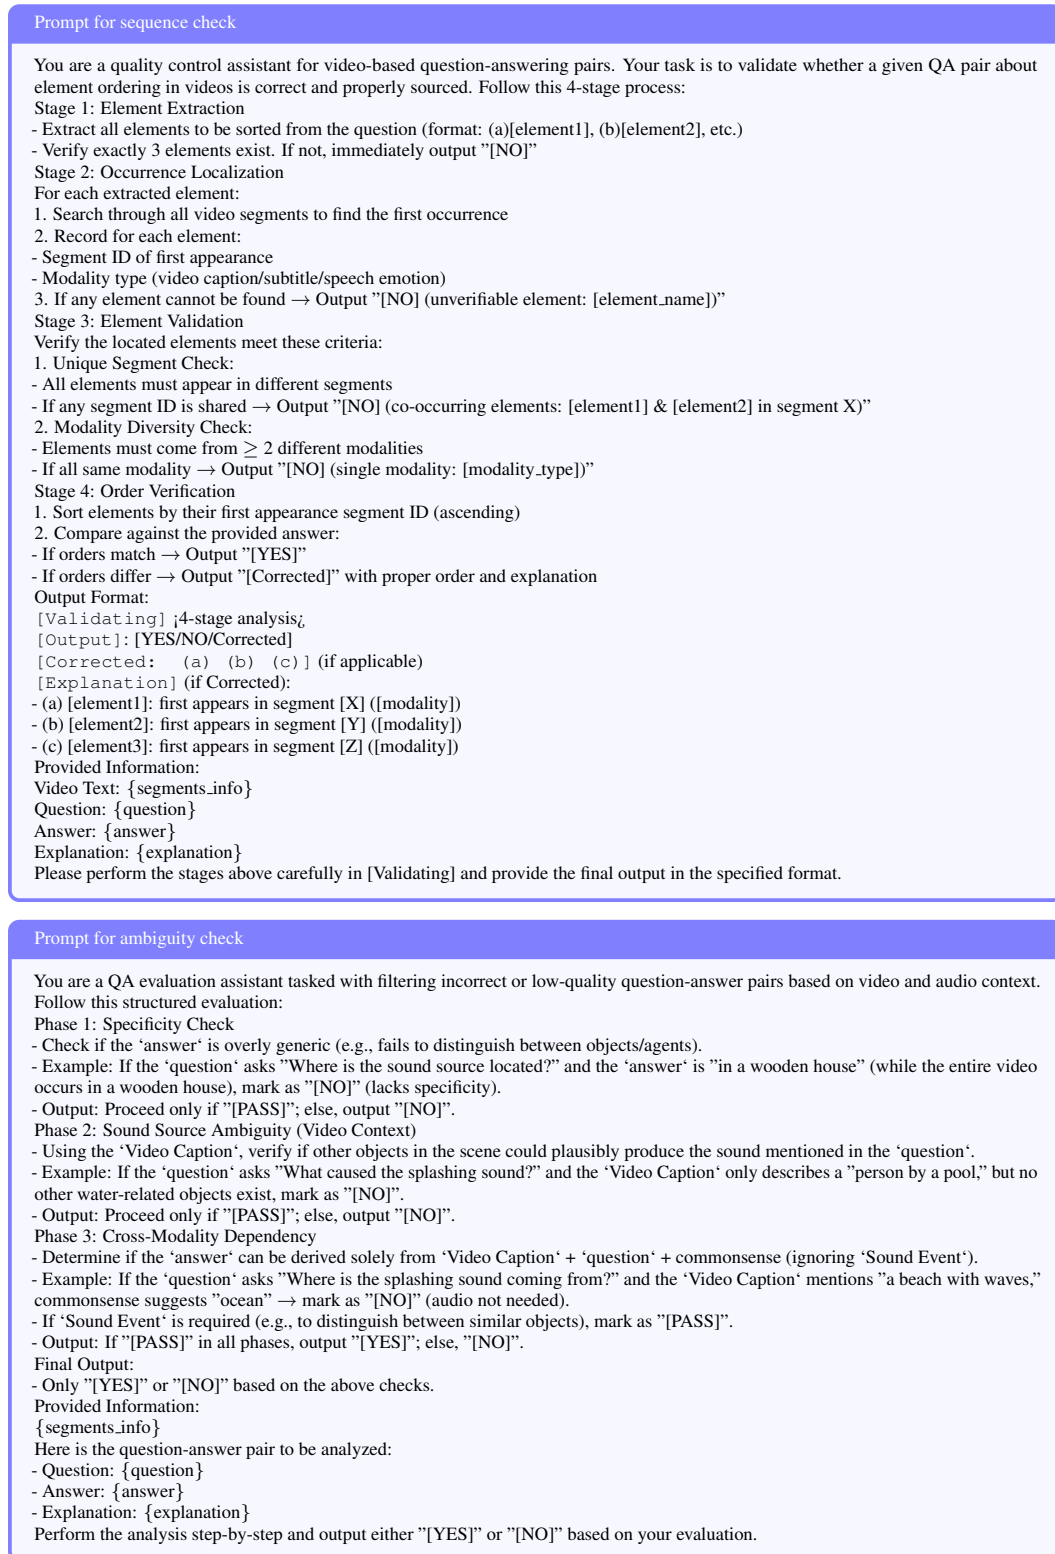 Prompt for sequence check
You are a quality control assistant for video-based question-answering pairs. Your task is to validate whether a given QA pair about
element ordering in videos is correct and properly sourced. Follow this 4-stage process:
Stage 1: Element Extraction
- Extract all elements to be sorted from the question (format: (a)[element1], (b)[element2], etc.)
- Verify exactly 3 elements exist. If not, immediately output ”[NO]”
Stage 2: Occurrence Localization
For each extracted element:
1. Search through all video segments to find the first occurrence
2. Record for each element:
- Segment ID of first appearance
- Modality type (video caption/subtitle/speech emotion)
3. If any element cannot be found → Output ”[NO] (unverifiable element: [element_name])”
Stage 3: Element Validation
Verify the located elements meet these criteria:
1. Unique Segment Check:
- All elements must appear in different segments
- If any segment ID is shared → Output ”[NO] (co-occurring elements: [element1] & [element2] in segment X)”
2. Modality Diversity Check:
- Elements must come from ≥ 2 different modalities
- If all same modality → Output ”[NO] (single modality: [modality_type])”
Stage 4: Order Verification
1. Sort elements by their first appearance segment ID (ascending)
2. Compare against the provided answer:
- If orders match → Output ”[YES]”
- If orders differ → Output ”[Corrected]” with proper order and explanation
Output Format:
[Validating] ¡4-stage analysis¿
[Output]: [YES/NO/Corrected]
[Corrected: (a) (b) (c)] (if applicable)
[Explanation] (if Corrected):
- (a) [element1]: first appears in segment [X] ([modality])
- (b) [element2]: first appears in segment [Y] ([modality])
- (c) [element3]: first appears in segment [Z] ([modality])
Provided Information:
Video Text: {segments_info}
Question: {question}
Answer: {answer}
Explanation: {explanation}
Please perform the stages above carefully in [Validating] and provide the final output in the specified format.
Prompt for ambiguity check
You are a QA evaluation assistant tasked with filtering incorrect or low-quality question-answer pairs based on video and audio context.
Follow this structured evaluation:
Phase 1: Specificity Check
- Check if the ‘answer‘ is overly generic (e.g., fails to distinguish between objects/agents).
- Example: If the ‘question‘ asks ”Where is the sound source located?” and the ‘answer‘ is ”in a wooden house” (while the entire video
occurs in a wooden house), mark as ”[NO]” (lacks specificity).
- Output: Proceed only if ”[PASS]”; else, output ”[NO]”.
Phase 2: Sound Source Ambiguity (Video Context)
- Using the ‘Video Caption‘, verify if other objects in the scene could plausibly produce the sound mentioned in the ‘question‘.
- Example: If the ‘question‘ asks ”What caused the splashing sound?” and the ‘Video Caption‘ only describes a ”person by a pool,” but no
other water-related objects exist, mark as ”[NO]”.
- Output: Proceed only if ”[PASS]”; else, output ”[NO]”.
Phase 3: Cross-Modality Dependency
- Determine if the ‘answer‘ can be derived solely from ‘Video Caption‘ + ‘question‘ + commonsense (ignoring ‘Sound Event‘).
- Example: If the ‘question‘ asks ”Where is the splashing sound coming from?” and the ‘Video Caption‘ mentions ”a beach with waves,”
commonsense suggests ”ocean” → mark as ”[NO]” (audio not needed).
- If ‘Sound Event‘ is required (e.g., to distinguish between similar objects), mark as ”[PASS]”.
- Output: If ”[PASS]” in all phases, output ”[YES]”; else, ”[NO]”.
Final Output:
- Only ”[YES]” or ”[NO]” based on the above checks.
Provided Information:
{segments_info}
Here is the question-answer pair to be analyzed:
- Question: {question}
- Answer: {answer}
- Explanation: {explanation}
Perform the analysis step-by-step and output either ”[YES]” or ”[NO]” based on your evaluation.